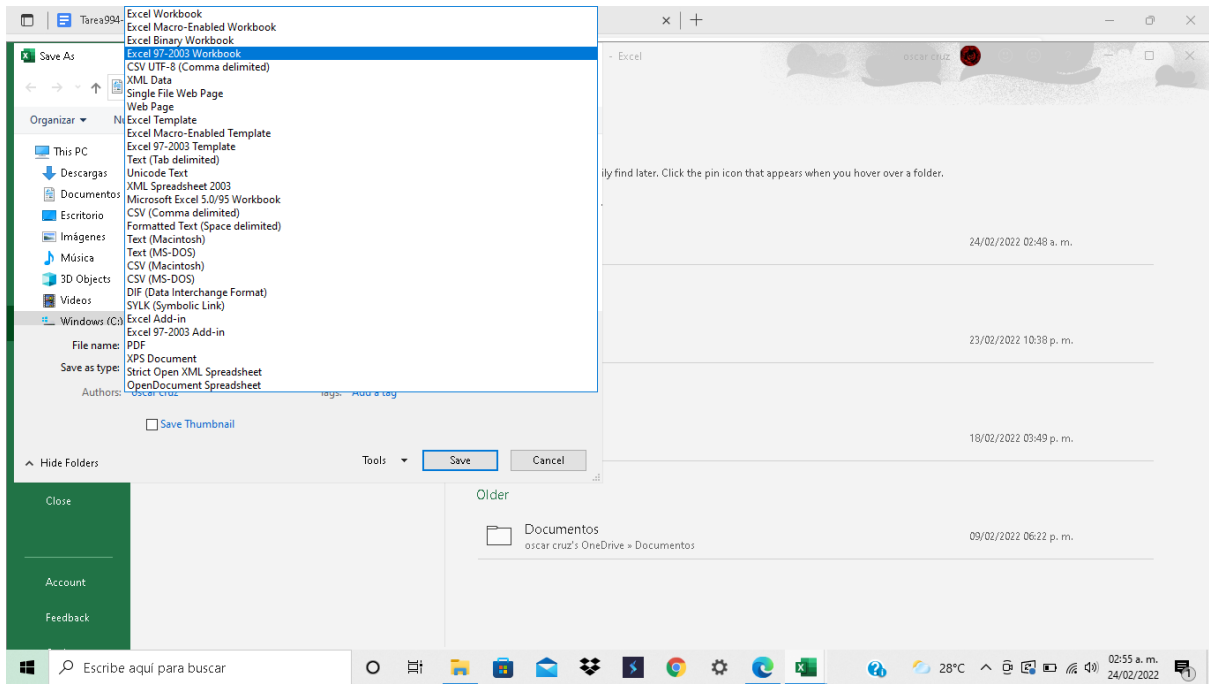 Tarea994-
Excel Workbook
Excel Macro-Enabled Workbook
Excel Binary Workbook
Excel 97-2003 Workbook
CSV UTF-8 (Comma delimited)
XML Data
Single File Web Page
Web Page
Excel Template
Excel Macro-Enabled Template
Excel 97-2003 Template
Text (Tab delimited)
Unicode Text
XML Spreadsheet 2003
Microsoft Excel 5.0/95 Workbook
CSV (Comma delimited)
Formatted Text (Space delimited)
Text (Macintosh)
Text (MS-DOS)
CSV (Macintosh)
CSV (MS-DOS)
DIF (Data Interchange Format)
SYLK (Symbolic Link)
Excel Add-in
Excel 97-2003 Add-in
PDF
XPS Document
Strict Open XML Spreadsheet
OpenDocument Spreadsheet
Save As
Organizar
This PC
Descargas
Documentos
Escritorio
Imágenes
Música
3D Objects
Videos
Windows (C:)
File name:
Save as type:
Authors: oscar cruz Tags: Add a tag
Save Thumbnail
Hide Folders Tools Save Cancel
- Excel oscar cruz
ily find later. Click the pin icon that appears when you hover over a folder.
24/02/2022 02:48 a. m.
23/02/2022 10:38 p. m.
18/02/2022 03:49 p. m.
Older
Documentos
oscar cruz's OneDrive » Documentos
09/02/2022 06:22 p. m.
Close
Account
Feedback
Escribe aquí para buscar
28°C
02:55 a. m.
24/02/2022
1